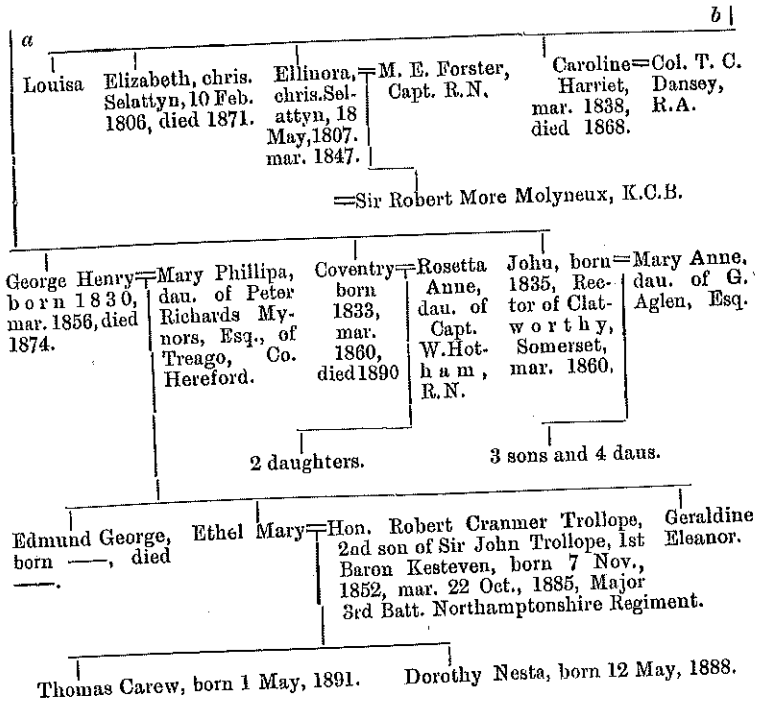 a
b
Louisa
Elizabeth, chris.
Selattyn, 10 Feb.
1806, died 1871.
Ellinora,
chris. Sel-
attyn, 18
May, 1807.
mar. 1847.
=M. E. Forster,
Capt. R.N.
Caroline
Harriet,
mar. 1838,
died 1868.
=Col. T. C.
Dansey,
R.A.
=Sir Robert More Molyneux, K.C.B.
George Henry
born 1830,
mar. 1856, died
1874.
=Mary Phillipa,
dau. of Peter
Richards My-
nors, Esq., of
Treago, Co.
Hereford.
Coventry
born
1833,
mar.
1860,
died 1890
=Rosetta
Anne,
dau. of
Capt.
W. Hot-
ham,
R.N.
John, born
1835, Rec-
tor of Clat-
worthy,
Somerset,
mar. 1860.
=Mary Anne,
dau. of G.
Aglen, Esq.
2 daughters.
3 sons and 4 daus.
Edmund George,
born ——, died
——.
Ethel Mary
=Hon. Robert Cranmer Trollope,
2nd son of Sir John Trollope, 1st
Baron Kesteven, born 7 Nov.,
1852, mar. 22 Oct., 1885, Major
3rd Batt. Northamptonshire Regiment.
Geraldine
Eleanor.
Thomas Carew, born 1 May, 1891.
Dorothy Nesta, born 12 May, 1888.